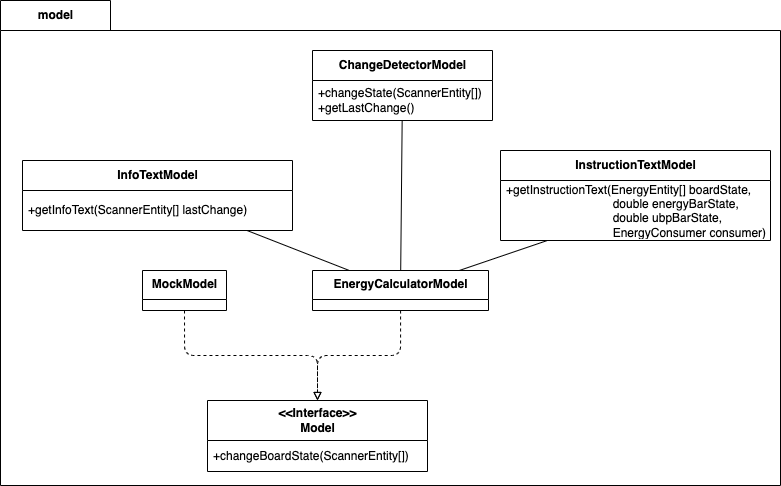 model
ChangeDetectorModel
+changeState(ScannerEntity[])
+getLastChange()
InfoTextModel
+getInfoText(ScannerEntity[] lastChange)
InstructionTextModel
+getInstructionText(EnergyEntity[] boardState,
double energyBarState,
double ubpBarState,
EnergyConsumer consumer)
MockModel
EnergyCalculatorModel
<<Interface>>
Model
+changeBoardState(ScannerEntity[])